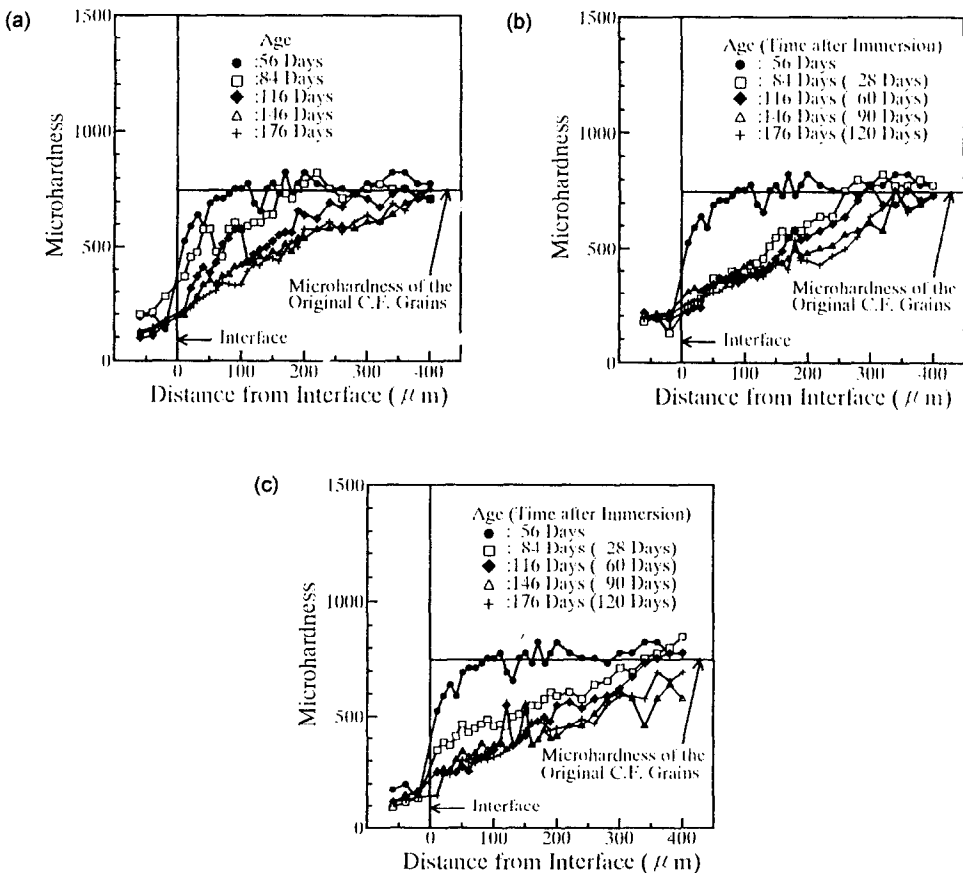 (a)
1500
1000
500
0
Microhardness
Age
● :56 Days
□ :84 Days
◆ :116 Days
△ :146 Days
+ :176 Days
Microhardness of the
Original C.F. Grains
Interface
0 100 200 300 400
Distance from Interface ( μ m)
(b)
1500
1000
500
0
Microhardness
Age (Time after Immersion)
● : 56 Days
□ : 84 Days ( 28 Days)
◆ :116 Days ( 60 Days)
△ :146 Days ( 90 Days)
+ :176 Days (120 Days)
Microhardness of the
Original C.F. Grains
Interface
0 100 200 300 400
Distance from Interface ( μ m)
(c)
1500
1000
500
0
Microhardness
Age (Time after Immersion)
● : 56 Days
□ : 84 Days ( 28 Days)
◆ :116 Days ( 60 Days)
△ :146 Days ( 90 Days)
+ :176 Days (120 Days)
Microhardness of the
Original C.F. Grains
Interface
0 100 200 300 400
Distance from Interface ( μ m)